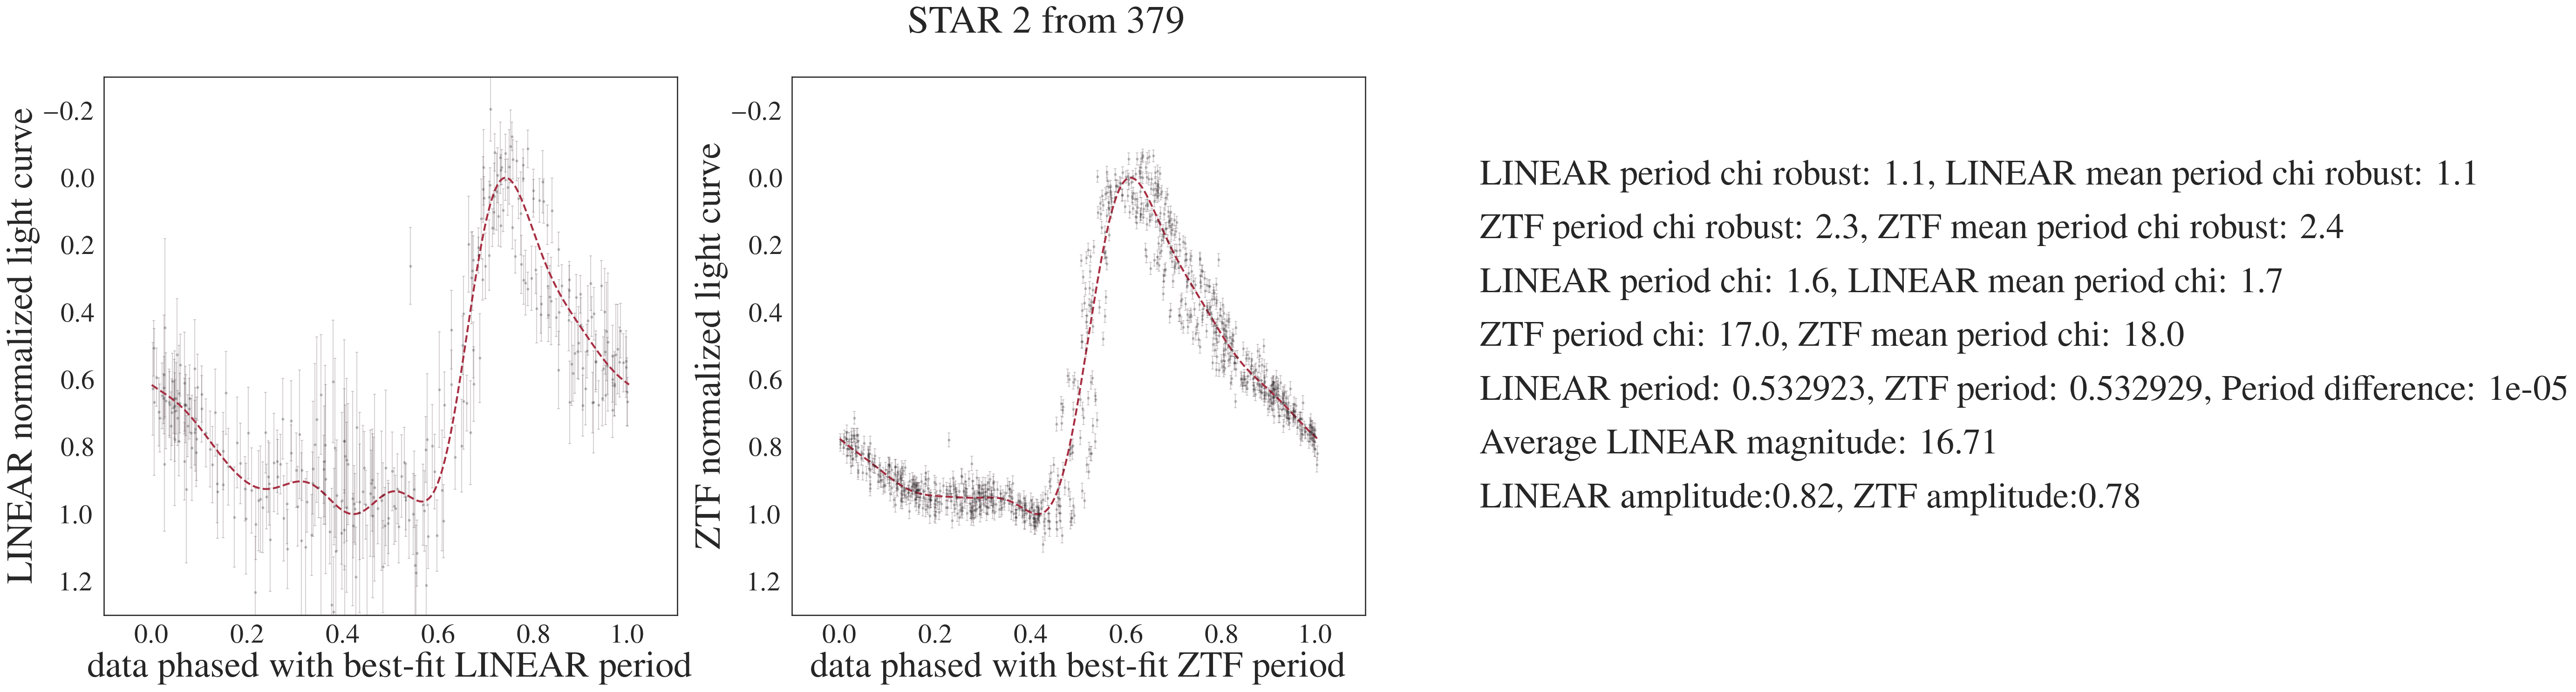 STAR 2 from 379
LINEAR normalized light curve
−0.2
0.0
0.2
0.4
0.6
0.8
1.0
1.2
0.0 0.2 0.4 0.6 0.8 1.0
data phased with best-fit LINEAR period
ZTF normalized light curve
−0.2
0.0
0.2
0.4
0.6
0.8
1.0
1.2
0.0 0.2 0.4 0.6 0.8 1.0
data phased with best-fit ZTF period
LINEAR period chi robust: 1.1, LINEAR mean period chi robust: 1.1
ZTF period chi robust: 2.3, ZTF mean period chi robust: 2.4
LINEAR period chi: 1.6, LINEAR mean period chi: 1.7
ZTF period chi: 17.0, ZTF mean period chi: 18.0
LINEAR period: 0.532923, ZTF period: 0.532929, Period difference: 1e-05
Average LINEAR magnitude: 16.71
LINEAR amplitude:0.82, ZTF amplitude:0.78